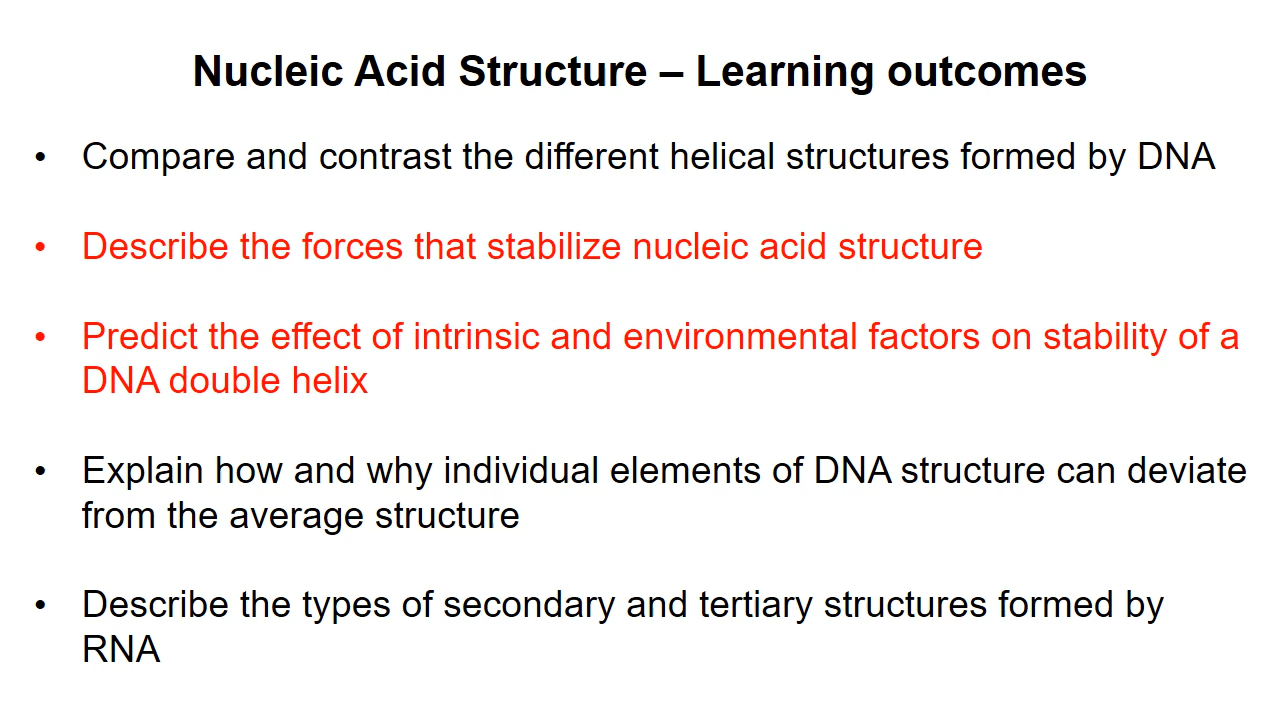 Nucleic Acid Structure – Learning outcomes
• Compare and contrast the different helical structures formed by DNA
• Describe the forces that stabilize nucleic acid structure
• Predict the effect of intrinsic and environmental factors on stability of a
DNA double helix
• Explain how and why individual elements of DNA structure can deviate
from the average structure
• Describe the types of secondary and tertiary structures formed by
RNA